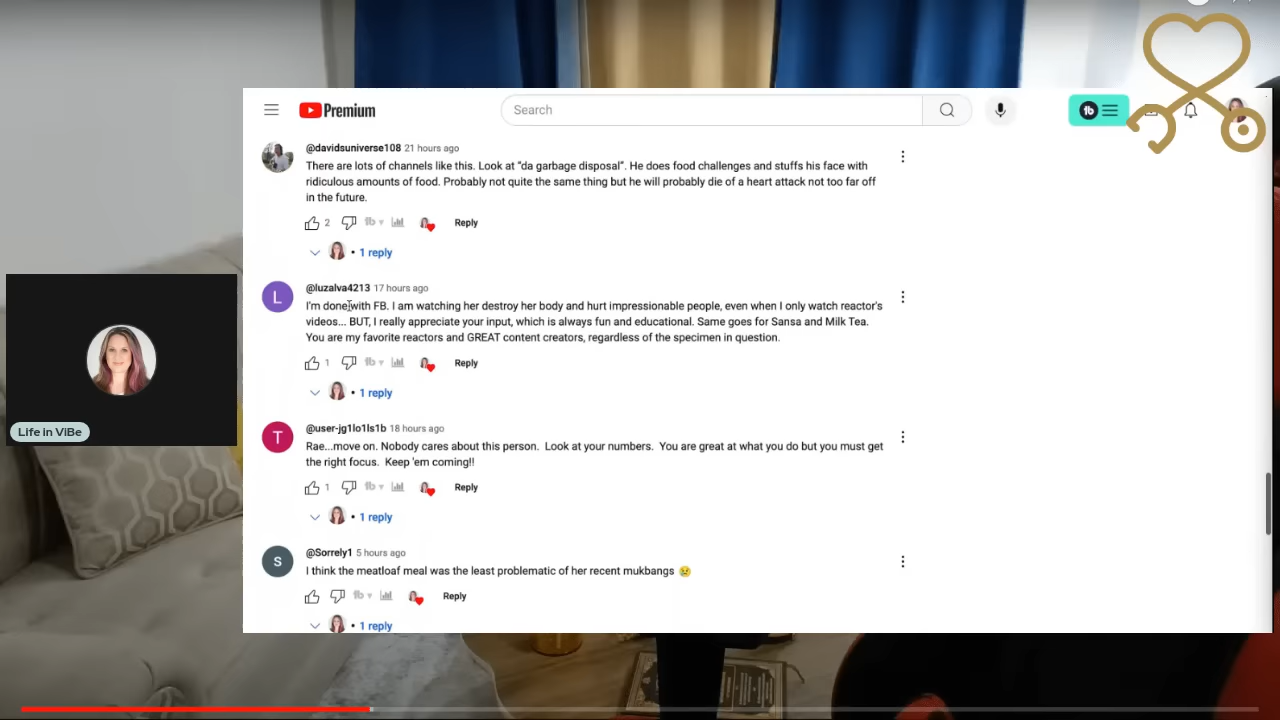 Premium
Search
@davidsuniverse108 21 hours ago
There are lots of channels like this. Look at “da garbage disposal”. He does food challenges and stuffs his face with
ridiculous amounts of food. Probably not quite the same thing but he will probably die of a heart attack not too far off
in the future.
2
Reply
• 1 reply
L
@luzalva4213 17 hours ago
I'm done with FB. I am watching her destroy her body and hurt impressionable people, even when I only watch reactor's
videos... BUT, I really appreciate your input, which is always fun and educational. Same goes for Sansa and Milk Tea.
You are my favorite reactors and GREAT content creators, regardless of the specimen in question.
1
Reply
• 1 reply
Life in ViBe
T
@user-jg1lo1ls1b 18 hours ago
Rae...move on. Nobody cares about this person. Look at your numbers. You are great at what you do but you must get
the right focus. Keep 'em coming!!
1
Reply
• 1 reply
S
@Sorrely1 5 hours ago
I think the meatloaf meal was the least problematic of her recent mukbangs 😢
Reply
• 1 reply